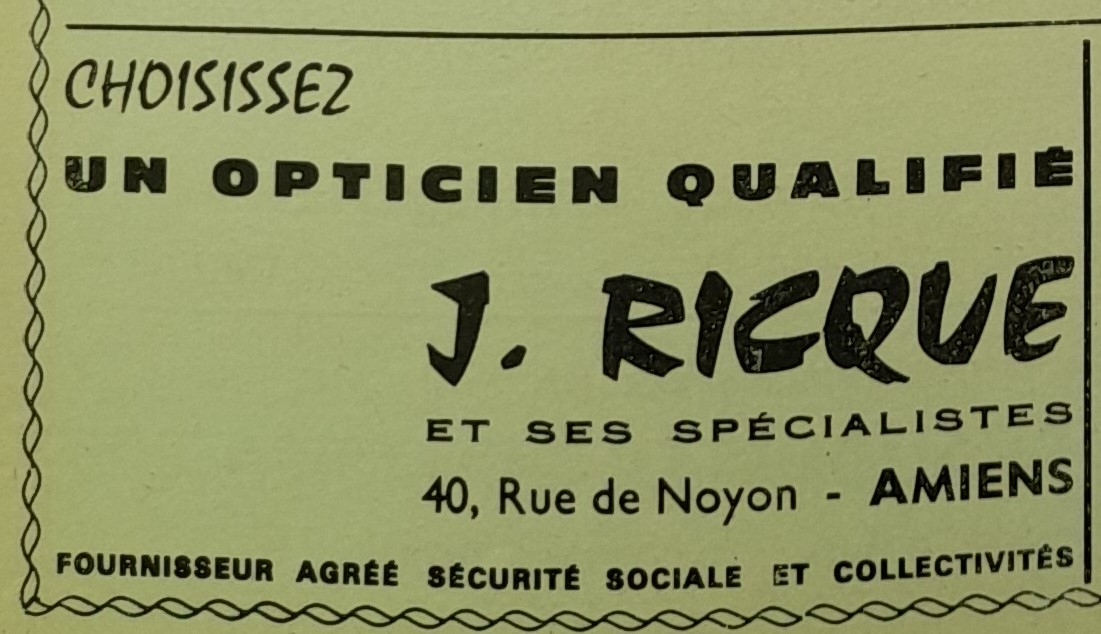 CHOISISSEZ
UN OPTICIEN QUALIFIÉ
J. RICQUE
ET SES SPÉCIALISTES
40, Rue de Noyon - AMIENS
FOURNISSEUR AGRÉÉ SÉCURITÉ SOCIALE ET COLLECTIVITÉS